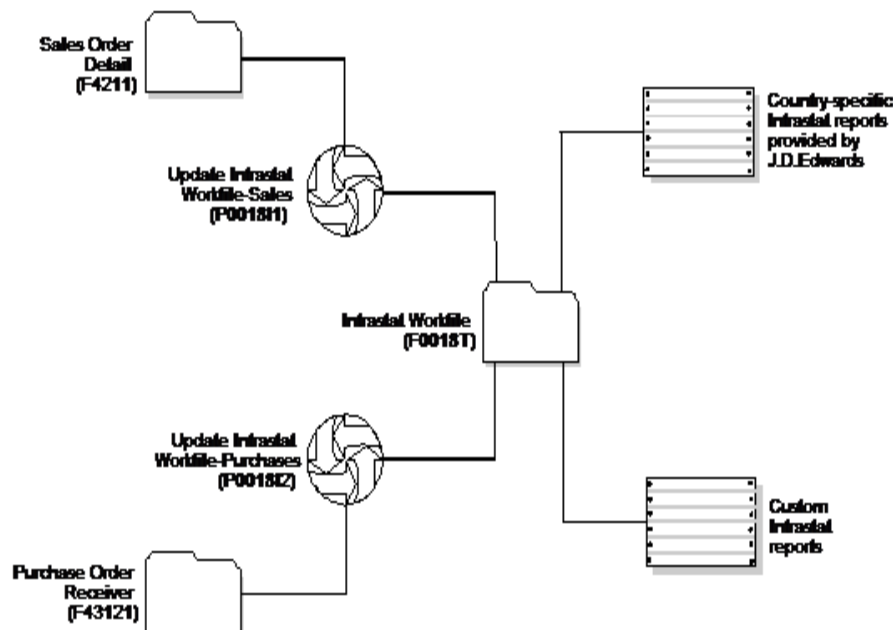 Sales Order
Detail
(F4211)
Update Intrastat
Workfile-Sales
(P0018I1)
Intrastat Workfile
(F0018T)
Update Intrastat
Workfile-Purchases
(P0018I2)
Purchase Order
Receiver
(F43121)
Country-specific
Intrastat reports
provided by
J.D.Edwards
Custom
Intrastat
reports